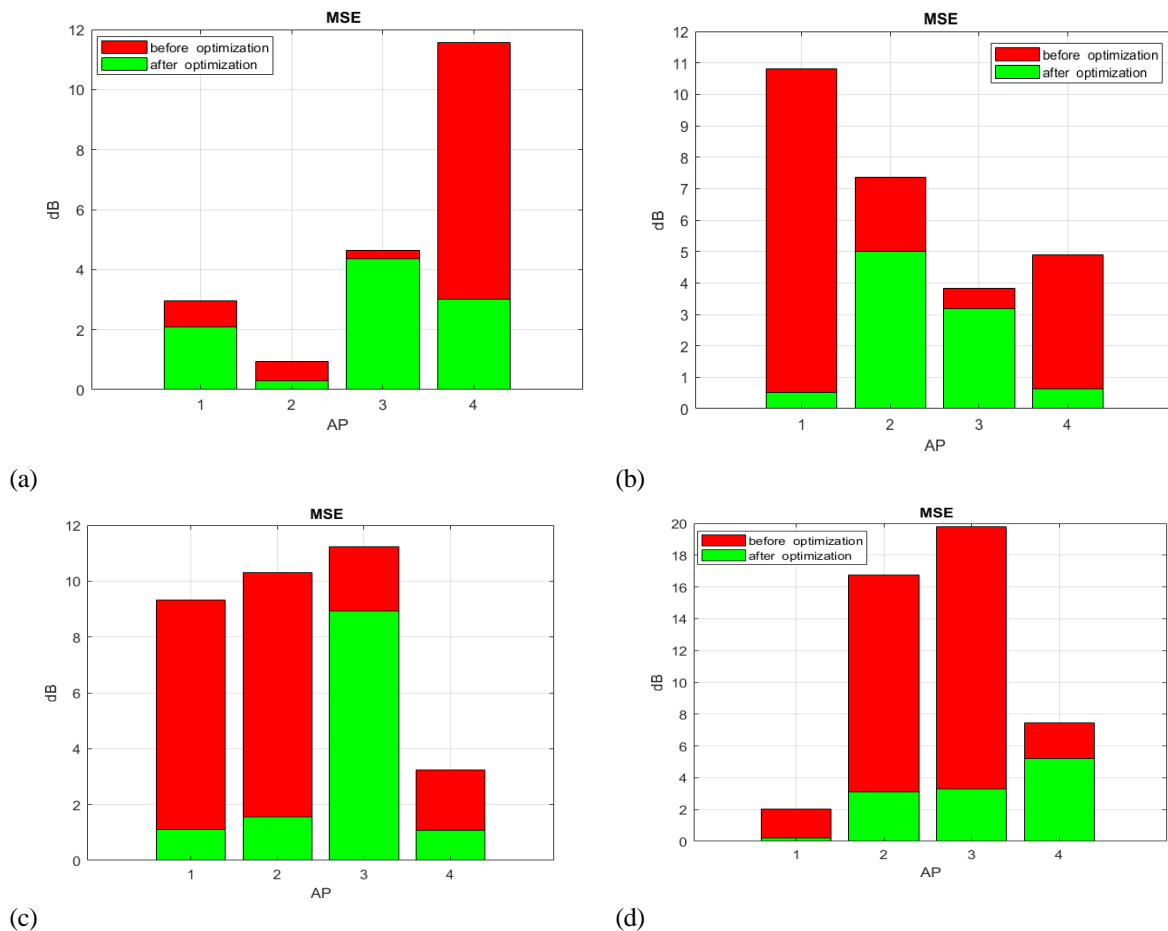 MSE
before optimization
after optimization
12
10
8
6
4
2
0
dB
1 2 3 4
AP
(a)
MSE
before optimization
after optimization
12
11
10
9
8
7
6
5
4
3
2
1
0
dB
1 2 3 4
AP
(b)
MSE
12
10
8
6
4
2
0
dB
1 2 3 4
AP
(c)
MSE
before optimization
after optimization
20
18
16
14
12
10
8
6
4
2
0
dB
1 2 3 4
AP
(d)